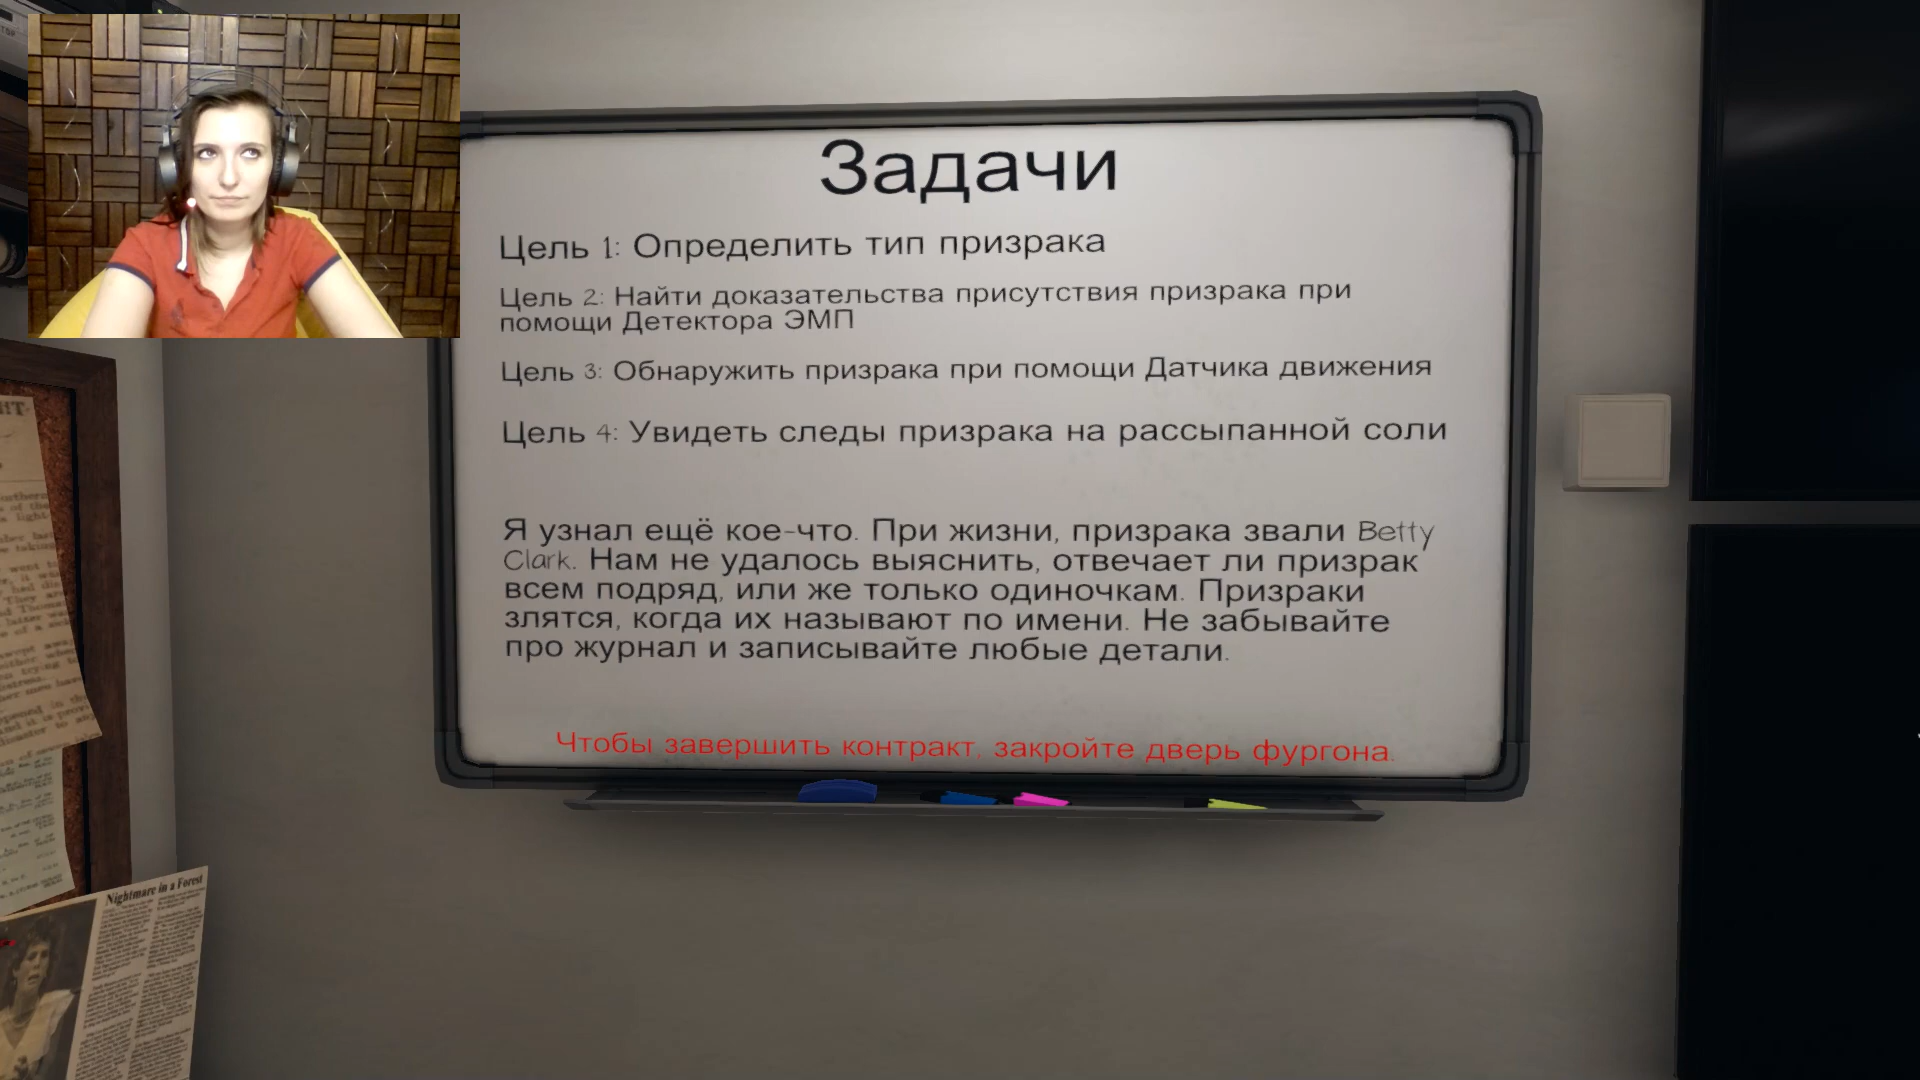 Задачи
Цель 1: Определить тип призрака
Цель 2: Найти доказательства присутствия призрака при
помощи Детектора ЭМП
Цель 3: Обнаружить призрака при помощи Датчика движения
Цель 4: Увидеть следы призрака на рассыпанной соли
Я узнал ещё кое-что. При жизни, призрака звали Betty
Clark. Нам не удалось выяснить, отвечает ли призрак
всем подряд, или же только одиночкам. Призраки
злятся, когда их называют по имени. Не забывайте
про журнал и записывайте любые детали.
Чтобы завершить контракт, закройте дверь фургона.
Nightmare in a Forest